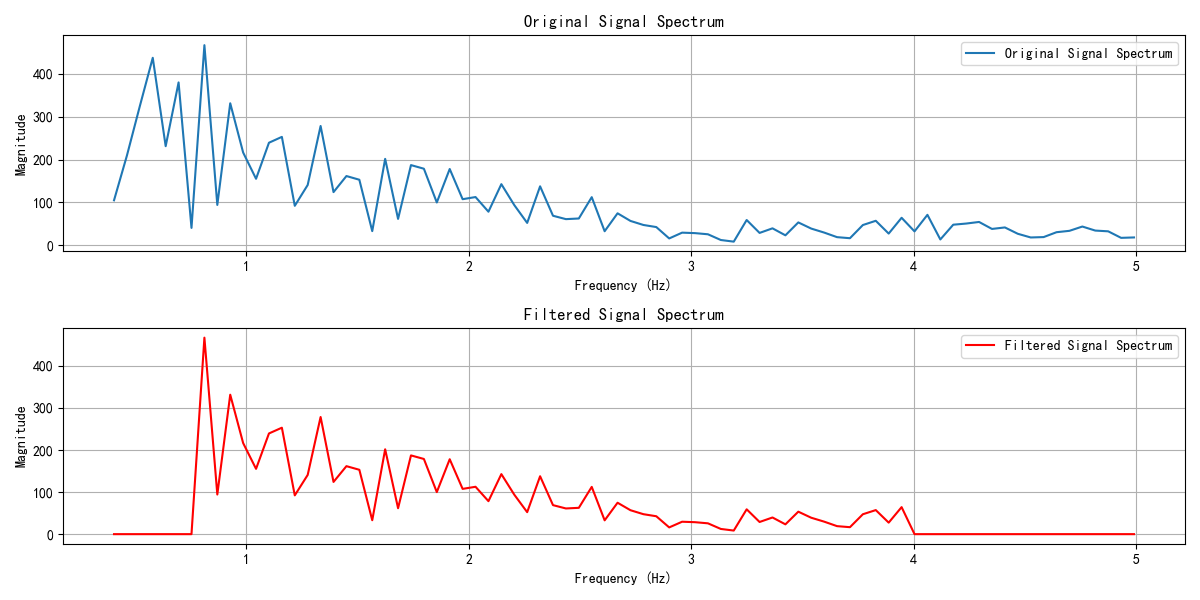 Original Signal Spectrum
Original Signal Spectrum
400
300
200
100
0
Magnitude
1 2 3 4 5
Frequency (Hz)
Filtered Signal Spectrum
Filtered Signal Spectrum
400
300
200
100
0
Magnitude
1 2 3 4 5
Frequency (Hz)